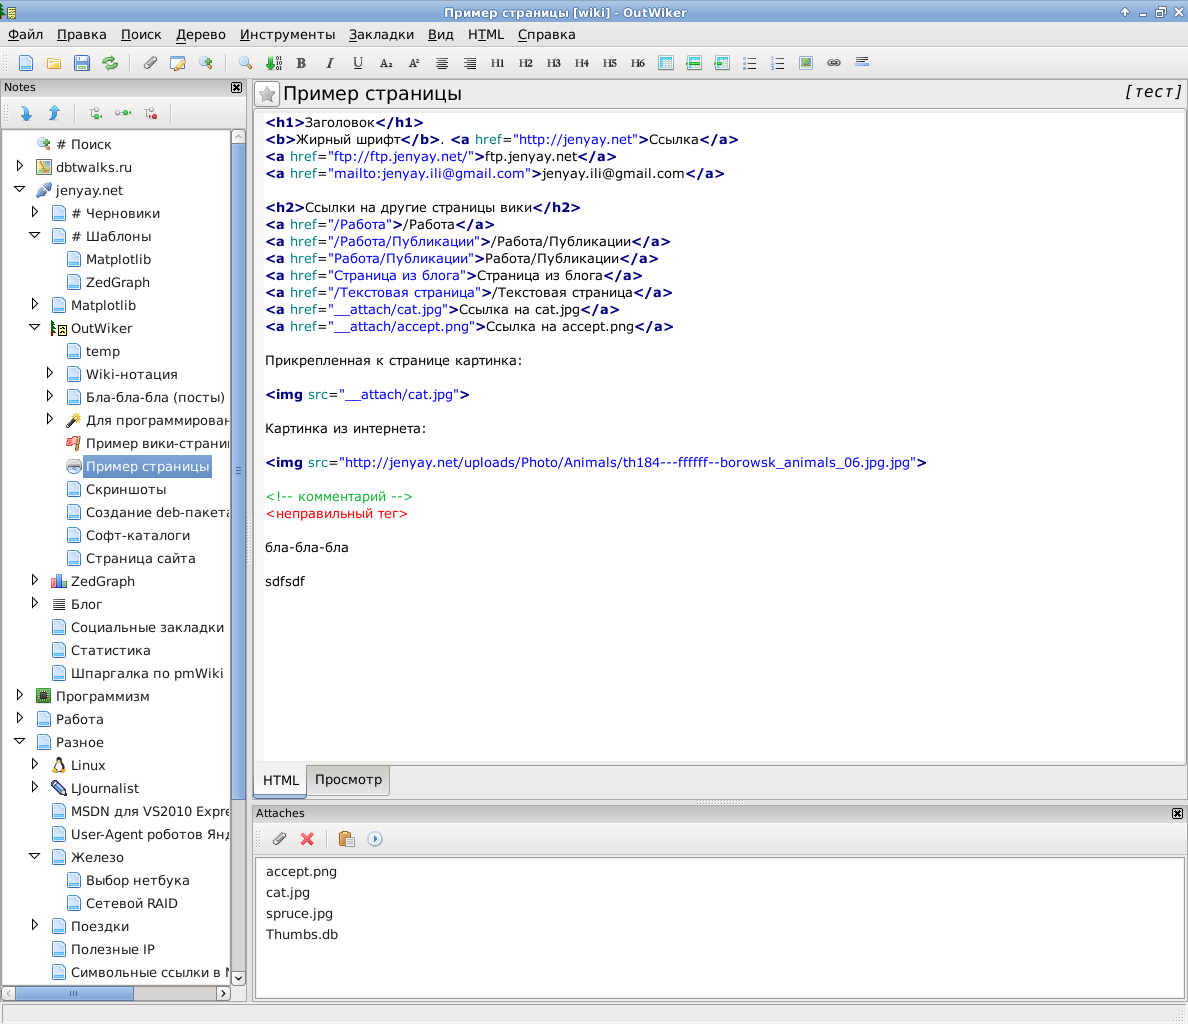 Пример страницы [wiki] - OutWiker
Файл Правка Поиск Дерево Инструменты Закладки Вид HTML Справка
B I U A₂ A² H1 H2 H3 H4 H5 H6
Notes
# Поиск
dbtwalks.ru
jenyay.net
# Черновики
# Шаблоны
Matplotlib
ZedGraph
Matplotlib
OutWiker
temp
Wiki-нотация
Бла-бла-бла (посты)
Для программирован
Пример вики-страни
Пример страницы
Скриншоты
Создание deb-пакета
Софт-каталоги
Страница сайта
ZedGraph
Блог
Социальные закладки
Статистика
Шпаргалка по pmWiki
Программизм
Работа
Разное
Linux
LJournalist
MSDN для VS2010 Expre
User-Agent роботов Янд
Железо
Выбор нетбука
Сетевой RAID
Поездки
Полезные IP
Символьные ссылки в N
Пример страницы
[тест]
<h1>Заголовок</h1>
<b>Жирный шрифт</b>. <a href="http://jenyay.net">Ссылка</a>
<a href="ftp://ftp.jenyay.net/">ftp.jenyay.net</a>
<a href="mailto:jenyay.ili@gmail.com">jenyay.ili@gmail.com</a>
<h2>Ссылки на другие страницы вики</h2>
<a href="/Работа">/Работа</a>
<a href="/Работа/Публикации">/Работа/Публикации</a>
<a href="Работа/Публикации">Работа/Публикации</a>
<a href="Страница из блога">Страница из блога</a>
<a href="/Текстовая страница">/Текстовая страница</a>
<a href="__attach/cat.jpg">Ссылка на cat.jpg</a>
<a href="__attach/accept.png">Ссылка на accept.png</a>
Прикрепленная к странице картинка:
<img src="__attach/cat.jpg">
Картинка из интернета:
<img src="http://jenyay.net/uploads/Photo/Animals/th184---ffffff--borowsk_animals_06.jpg.jpg">
<!-- комментарий -->
<неправильный тег>
бла-бла-бла
sdfsdf
HTML Просмотр
Attaches
accept.png
cat.jpg
spruce.jpg
Thumbs.db